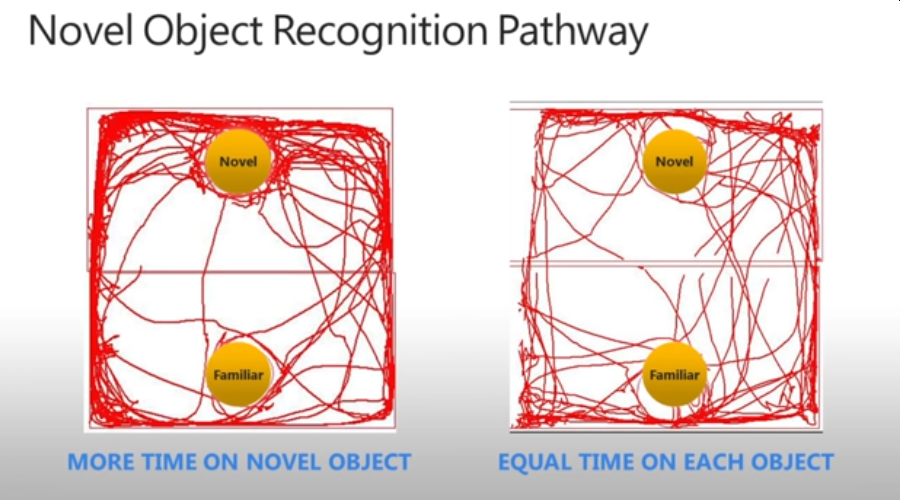 Novel Object Recognition Pathway
Novel
Novel
Familiar
Familiar
MORE TIME ON NOVEL OBJECT
EQUAL TIME ON EACH OBJECT